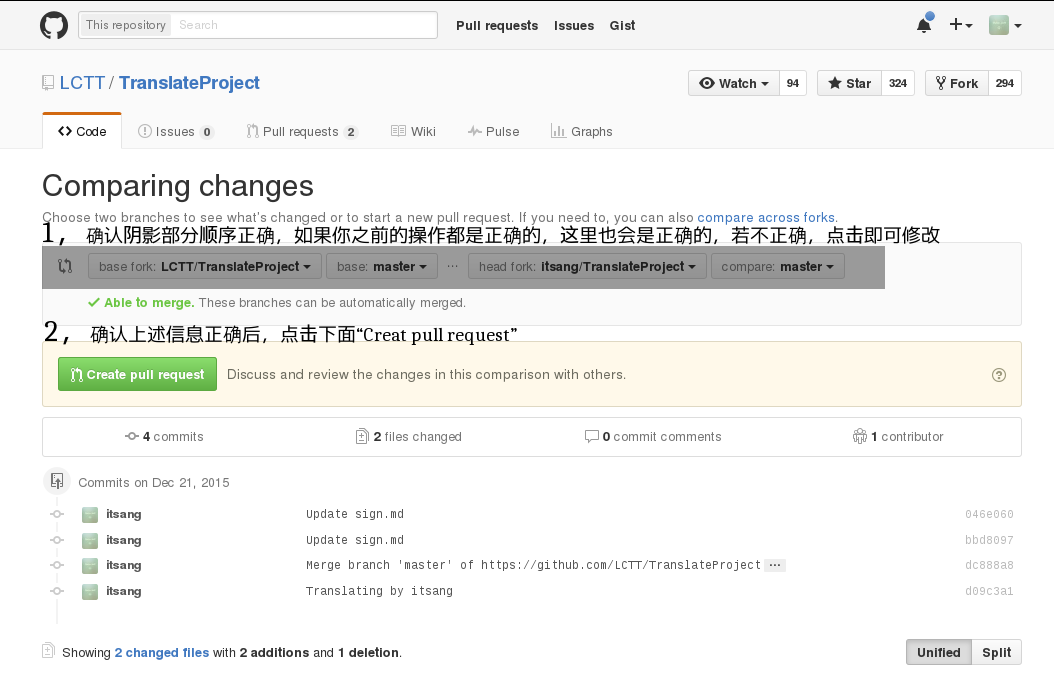 This repository Search Pull requests Issues Gist
LCTT / TranslateProject Watch 94 Star 324 Fork 294
Code Issues 0 Pull requests 2 Wiki Pulse Graphs
Comparing changes
Choose two branches to see what's changed or to start a new pull request. If you need to, you can also compare across forks.
1，确认阴影部分顺序正确，如果你之前的操作都是正确的，这里也会是正确的，若不正确，点击即可修改
base fork: LCTT/TranslateProject base: master ... head fork: itsang/TranslateProject compare: master
Able to merge. These branches can be automatically merged.
2，确认上述信息正确后，点击下面“Creat pull request”
Create pull request Discuss and review the changes in this comparison with others. ?
4 commits 2 files changed 0 commit comments 1 contributor
Commits on Dec 21, 2015
itsang Update sign.md 046e060
itsang Update sign.md bbd8097
itsang Merge branch 'master' of https://github.com/LCTT/TranslateProject ... dc888a8
itsang Translating by itsang d09c3a1
Showing 2 changed files with 2 additions and 1 deletion. Unified Split